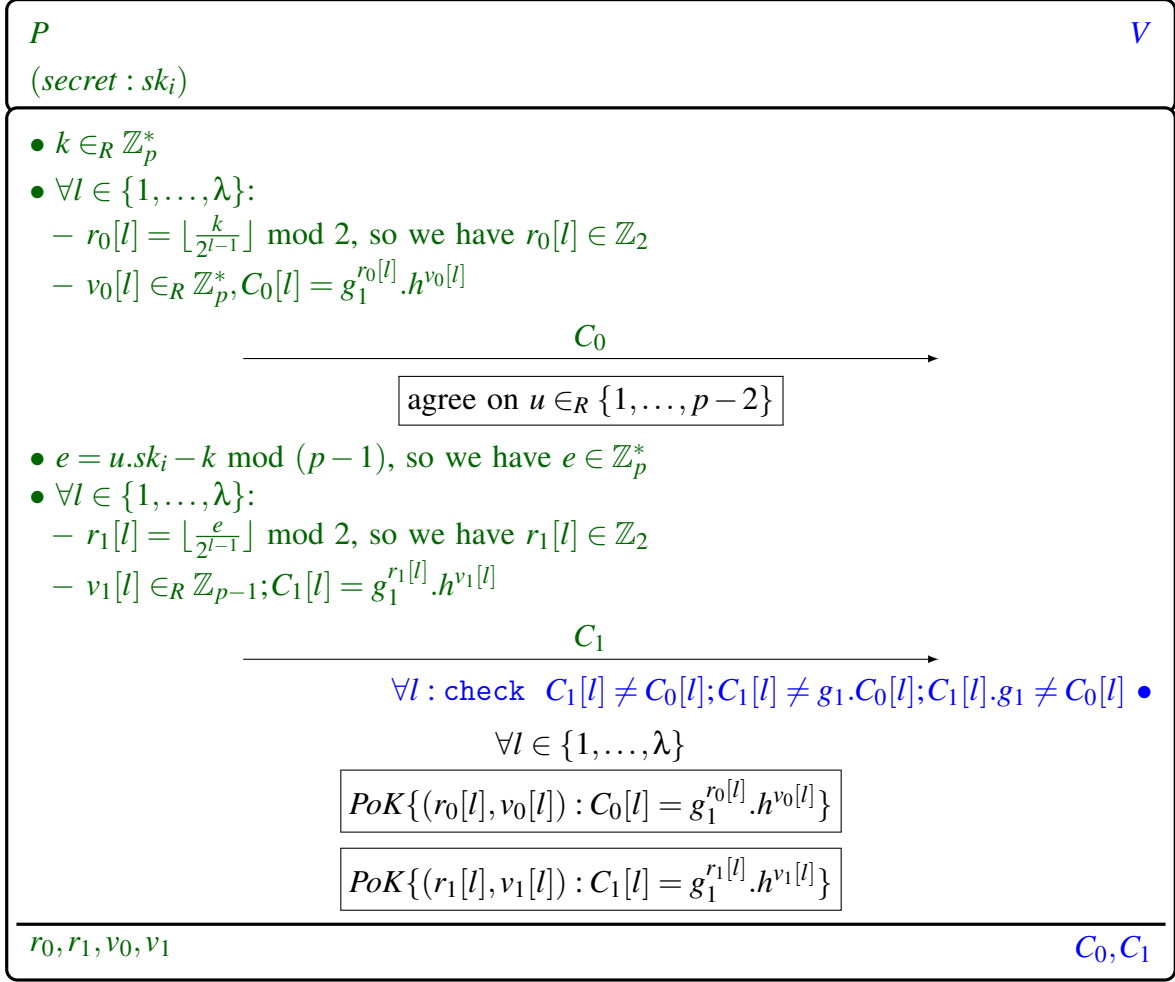 P V
(secret : sk_i)
• k ∈_R ℤ_p^*
• ∀l ∈ {1,…,λ}:
− r_0[l] = ⌊k/2^{l−1}⌋ mod 2, so we have r_0[l] ∈ ℤ_2
− v_0[l] ∈_R ℤ_p^*, C_0[l] = g_1^{r_0[l]}.h^{v_0[l]}
C_0
agree on u ∈_R {1,…,p−2}
• e = u.sk_i − k mod (p−1), so we have e ∈ ℤ_p^*
• ∀l ∈ {1,…,λ}:
− r_1[l] = ⌊e/2^{l−1}⌋ mod 2, so we have r_1[l] ∈ ℤ_2
− v_1[l] ∈_R ℤ_{p−1}; C_1[l] = g_1^{r_1[l]}.h^{v_1[l]}
C_1
∀l : check C_1[l] ≠ C_0[l]; C_1[l] ≠ g_1.C_0[l]; C_1[l].g_1 ≠ C_0[l] •
∀l ∈ {1,…,λ}
PoK{(r_0[l], v_0[l]) : C_0[l] = g_1^{r_0[l]}.h^{v_0[l]}}
PoK{(r_1[l], v_1[l]) : C_1[l] = g_1^{r_1[l]}.h^{v_1[l]}}
r_0, r_1, v_0, v_1 C_0, C_1